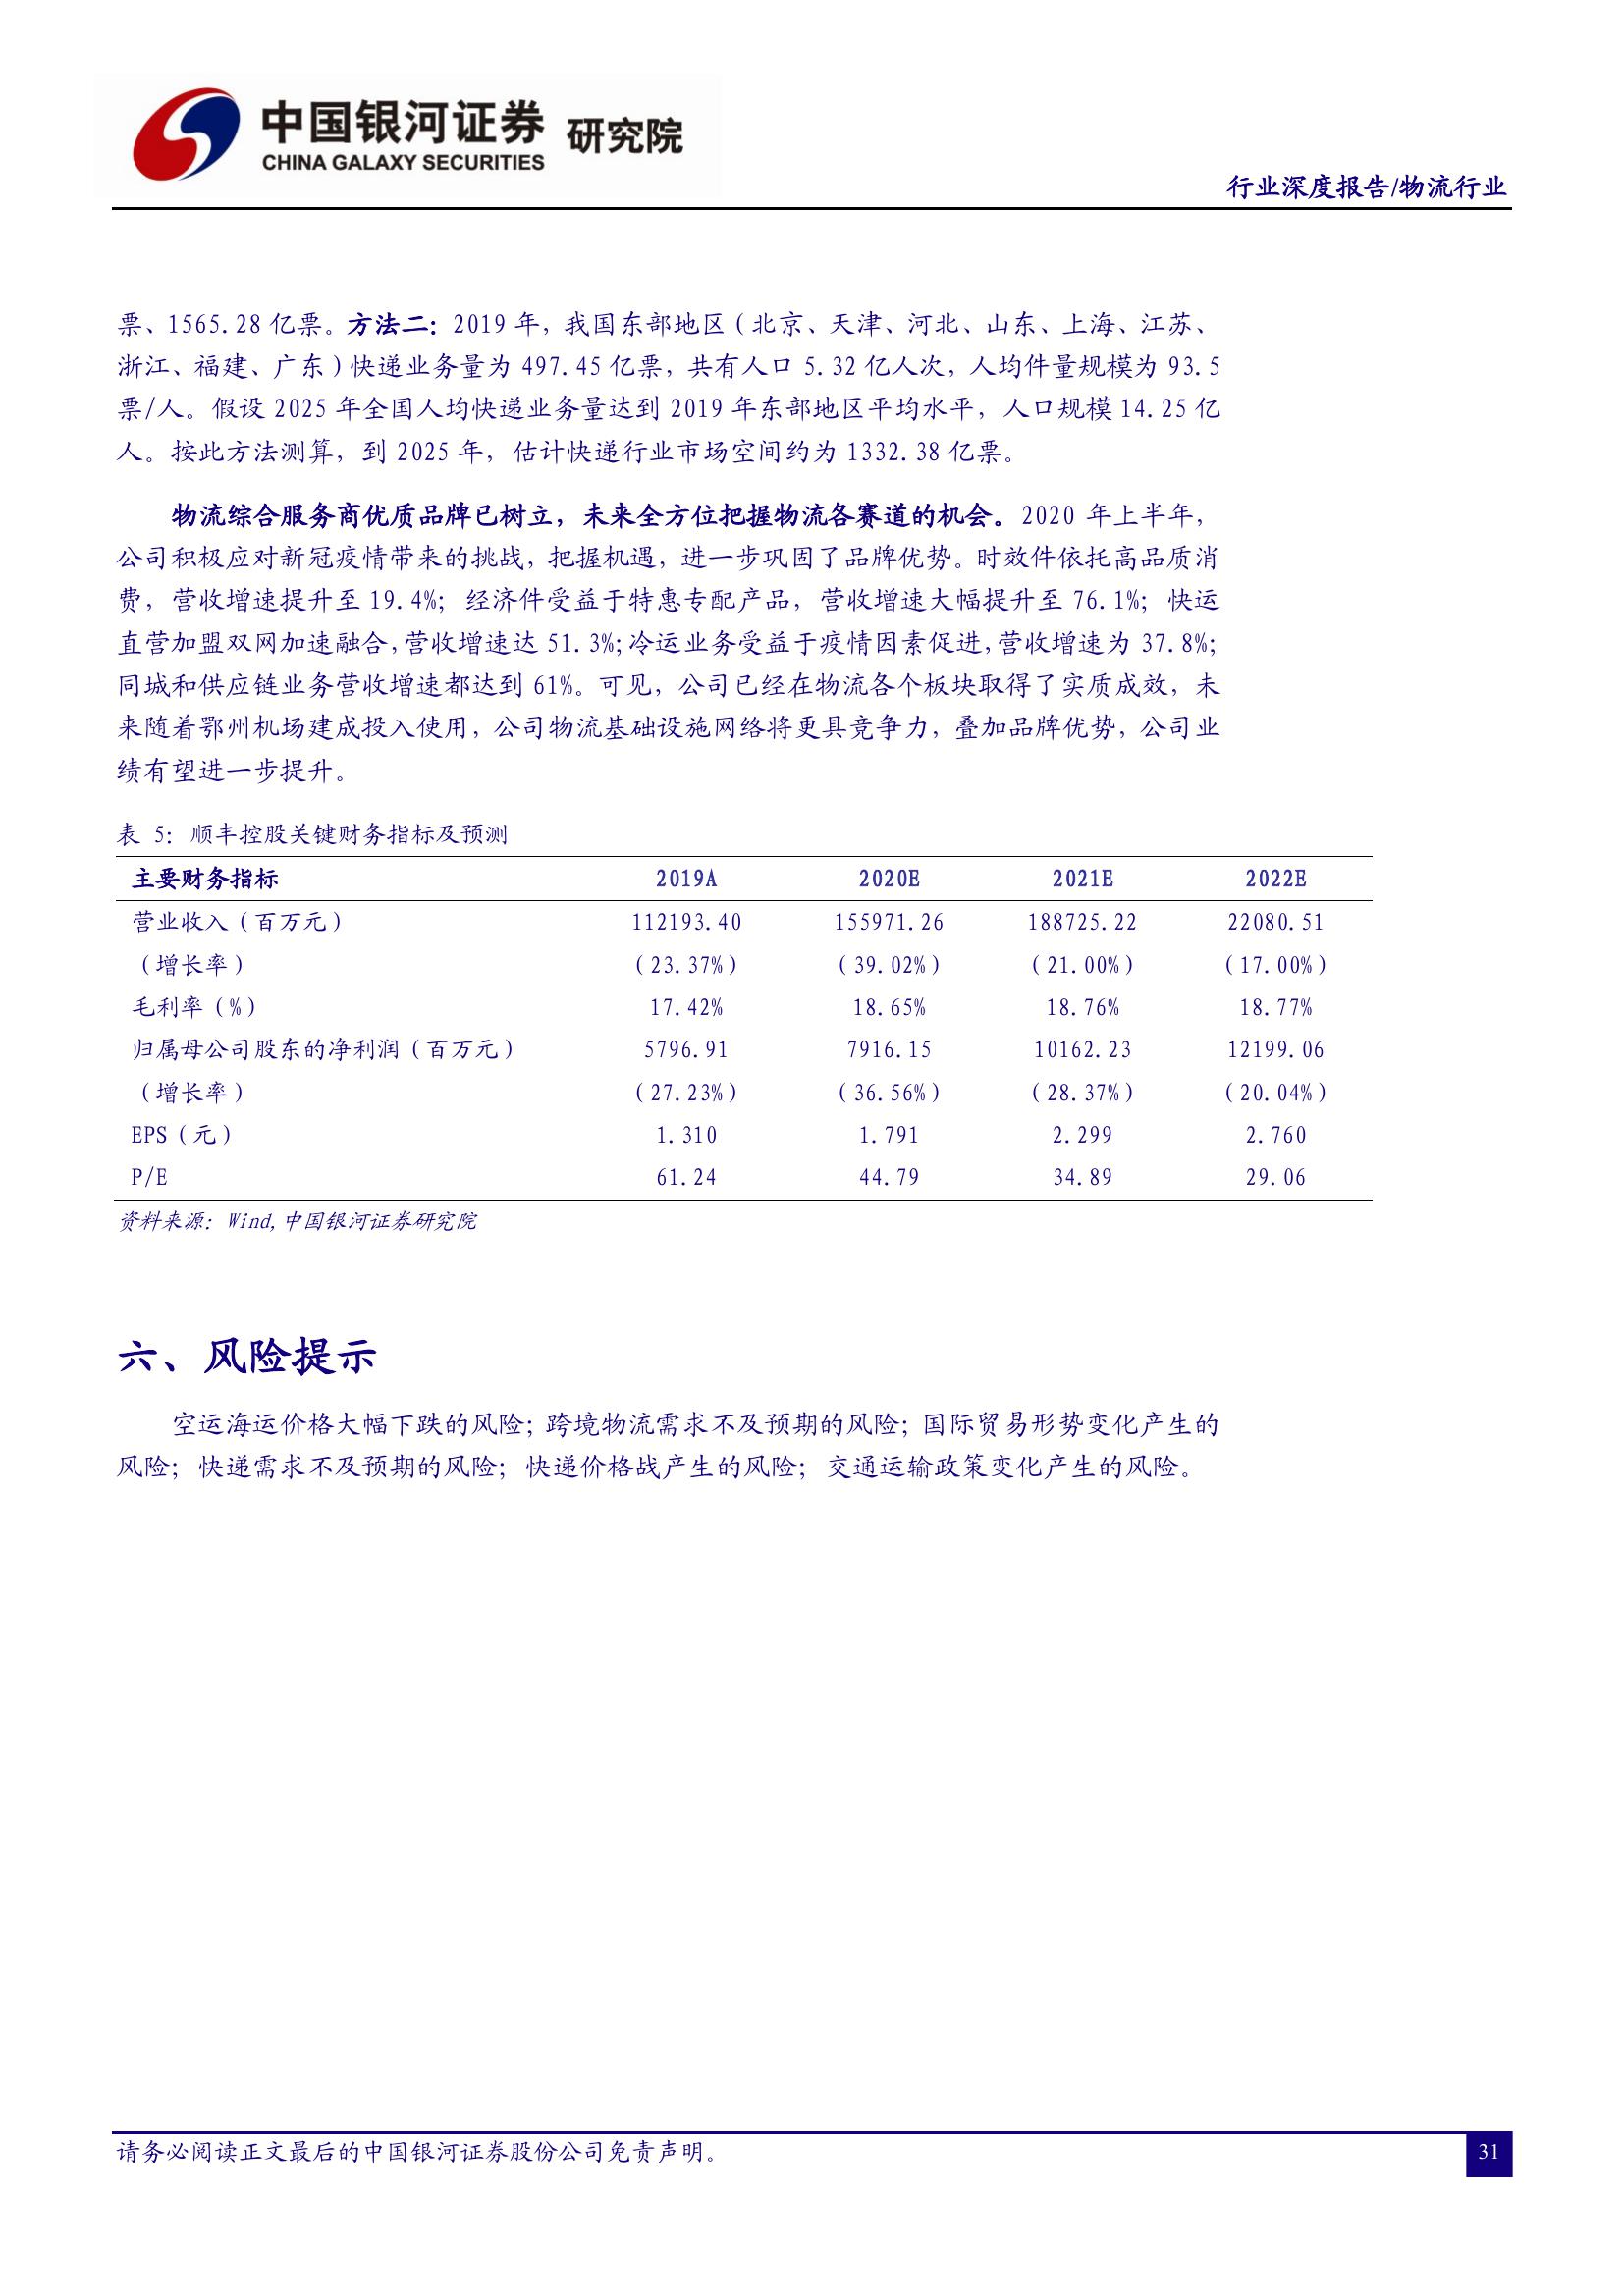 中国银河证券 研究院
CHINA GALAXY SECURITIES
行业深度报告/物流行业
票、1565.28 亿票。方法二：2019 年，我国东部地区（北京、天津、河北、山东、上海、江苏、
浙江、福建、广东）快递业务量为 497.45 亿票，共有人口 5.32 亿人次，人均件量规模为 93.5
票/人。假设 2025 年全国人均快递业务量达到 2019 年东部地区平均水平，人口规模 14.25 亿
人。按此方法测算，到 2025 年，估计快递行业市场空间约为 1332.38 亿票。
物流综合服务商优质品牌已树立，未来全方位把握物流各赛道的机会。2020 年上半年，
公司积极应对新冠疫情带来的挑战，把握机遇，进一步巩固了品牌优势。时效件依托高品质消
费，营收增速提升至 19.4%；经济件受益于特惠专配产品，营收增速大幅提升至 76.1%；快运
直营加盟双网加速融合，营收增速达 51.3%；冷运业务受益于疫情因素促进，营收增速为 37.8%；
同城和供应链业务营收增速都达到 61%。可见，公司已经在物流各个板块取得了实质成效，未
来随着鄂州机场建成投入使用，公司物流基础设施网络将更具竞争力，叠加品牌优势，公司业
绩有望进一步提升。
表 5：顺丰控股关键财务指标及预测
主要财务指标 2019A 2020E 2021E 2022E
营业收入（百万元） 112193.40 155971.26 188725.22 22080.51
（增长率） （23.37%） （39.02%） （21.00%） （17.00%）
毛利率（%） 17.42% 18.65% 18.76% 18.77%
归属母公司股东的净利润（百万元） 5796.91 7916.15 10162.23 12199.06
（增长率） （27.23%） （36.56%） （28.37%） （20.04%）
EPS（元） 1.310 1.791 2.299 2.760
P/E 61.24 44.79 34.89 29.06
资料来源：Wind,中国银河证券研究院
六、风险提示
空运海运价格大幅下跌的风险；跨境物流需求不及预期的风险；国际贸易形势变化产生的
风险；快递需求不及预期的风险；快递价格战产生的风险；交通运输政策变化产生的风险。
请务必阅读正文最后的中国银河证券股份公司免责声明。
31